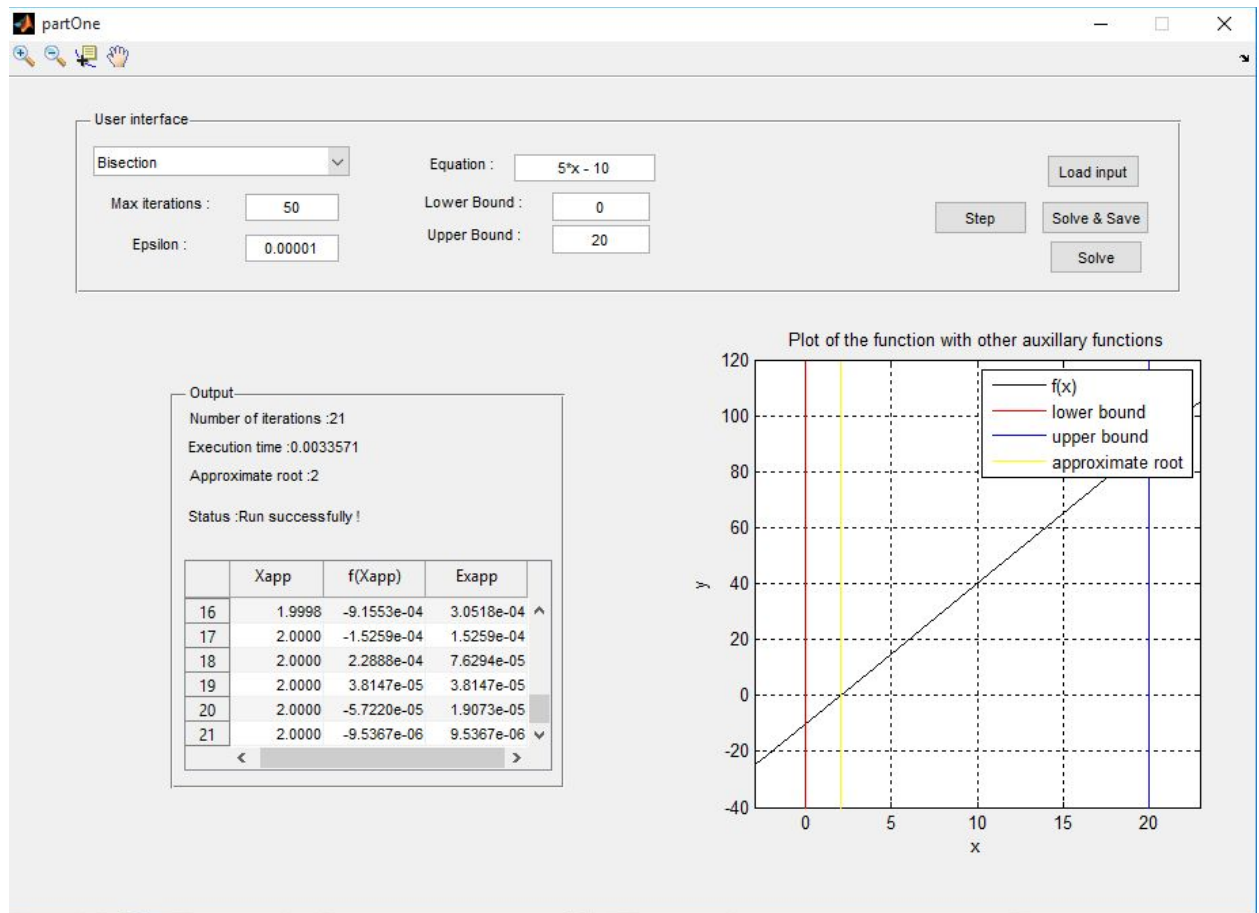 partOne
User interface
Bisection
Equation : 5*x - 10
Load input
Max iterations : 50
Lower Bound : 0
Step
Solve & Save
Epsilon : 0.00001
Upper Bound : 20
Solve
Output
Number of iterations :21
Execution time :0.0033571
Approximate root :2
Status :Run successfully !
Xapp f(Xapp) Exapp
16 1.9998 -9.1553e-04 3.0518e-04
17 2.0000 -1.5259e-04 1.5259e-04
18 2.0000 2.2888e-04 7.6294e-05
19 2.0000 3.8147e-05 3.8147e-05
20 2.0000 -5.7220e-05 1.9073e-05
21 2.0000 -9.5367e-06 9.5367e-06
Plot of the function with other auxillary functions
f(x)
lower bound
upper bound
approximate root
120
100
80
60
40
20
0
-20
-40
y
0 5 10 15 20
x